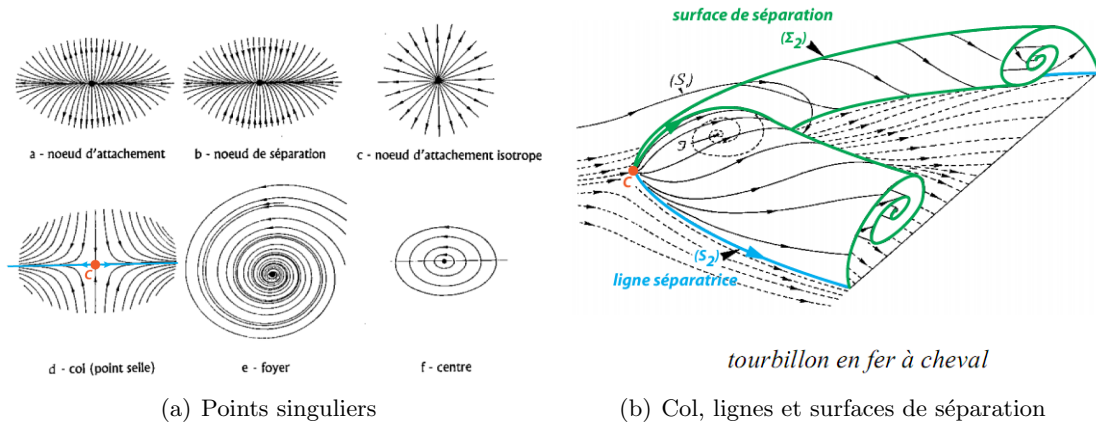 a - noeud d'attachement
b - noeud de séparation
c - noeud d'attachement isotrope
C
d - col (point selle)
e - foyer
f - centre
surface de séparation
(Σ2)
(S)
J
C
(S2)
ligne séparatrice
tourbillon en fer à cheval
(a) Points singuliers
(b) Col, lignes et surfaces de séparation